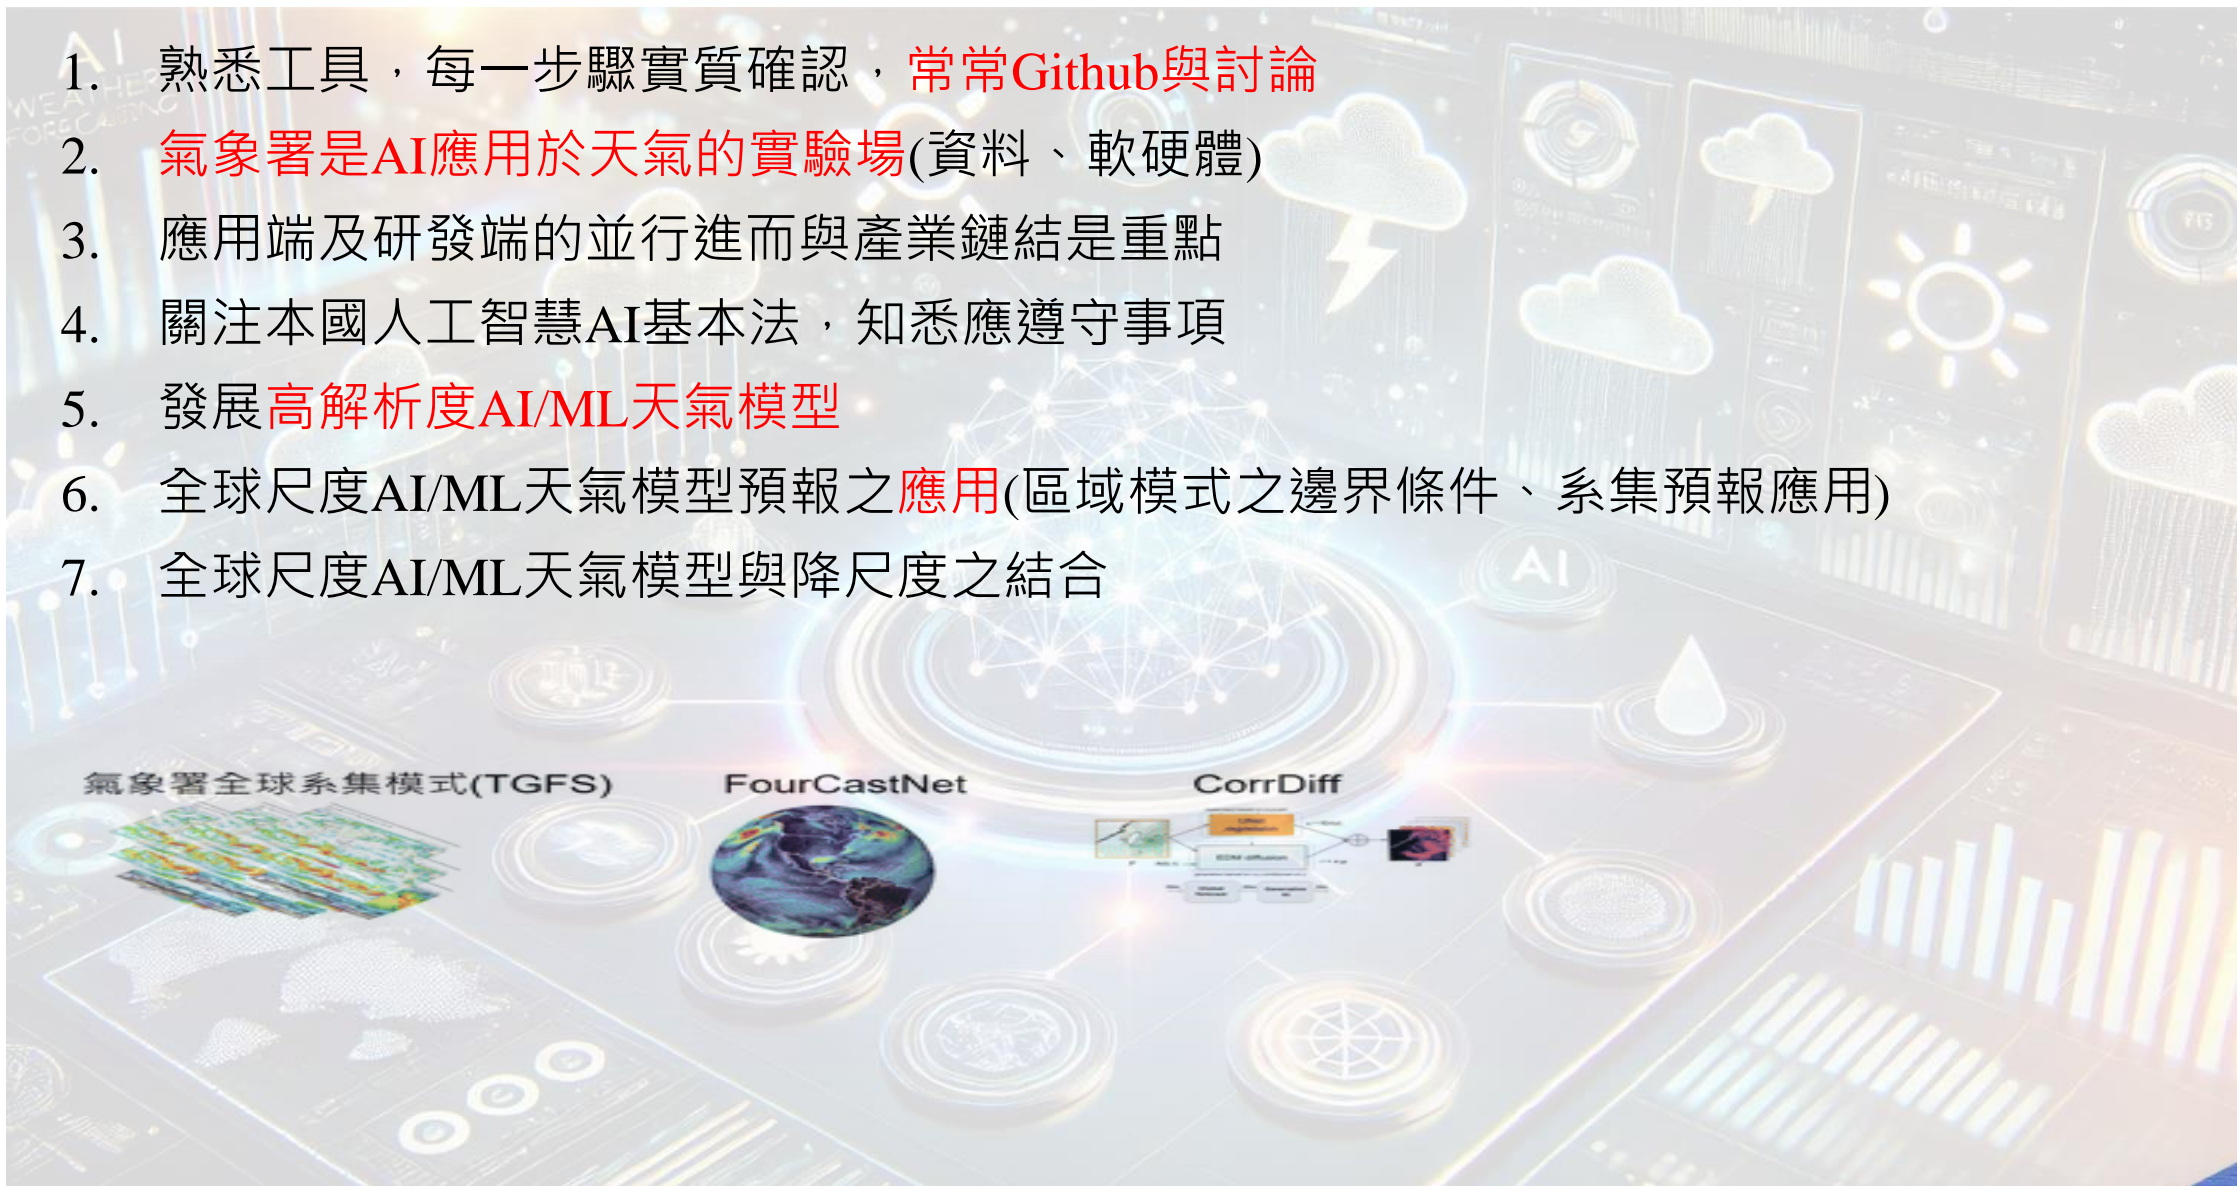 1. 熟悉工具，每一步驟實質確認，常常Github與討論
2. 氣象署是AI應用於天氣的實驗場(資料、軟硬體)
3. 應用端及研發端的並行進而與產業鏈結是重點
4. 關注本國人工智慧AI基本法，知悉應遵守事項
5. 發展高解析度AI/ML天氣模型
6. 全球尺度AI/ML天氣模型預報之應用(區域模式之邊界條件、系集預報應用)
7. 全球尺度AI/ML天氣模型與降尺度之結合
AI
氣象署全球系集模式(TGFS)
FourCastNet
CorrDiff
EDM diffusion